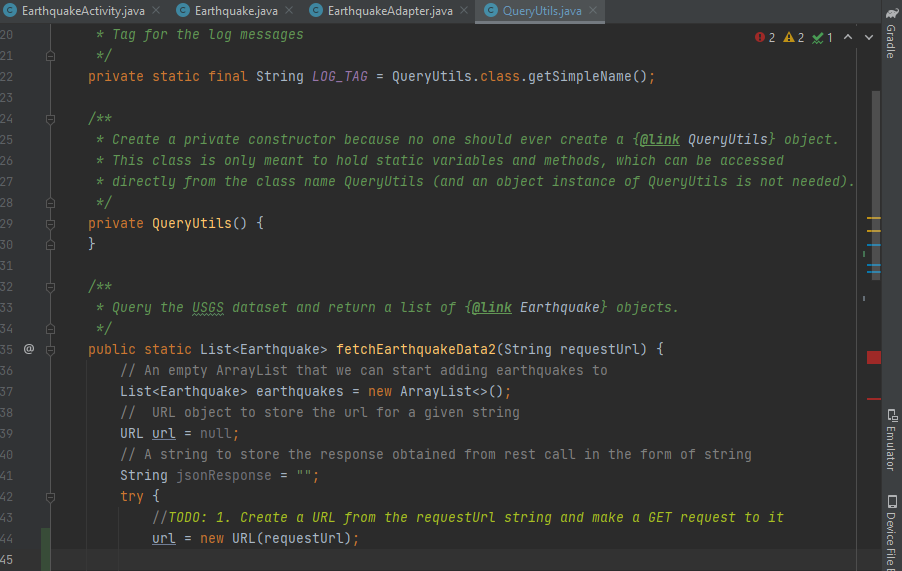 EarthquakeActivity.java Earthquake.java EarthquakeAdapter.java QueryUtils.java
20 * Tag for the log messages
2 2 1
21 */
22 private static final String LOG_TAG = QueryUtils.class.getSimpleName();
23
24 /**
25 * Create a private constructor because no one should ever create a {@link QueryUtils} object.
26 * This class is only meant to hold static variables and methods, which can be accessed
27 * directly from the class name QueryUtils (and an object instance of QueryUtils is not needed).
28 */
29 private QueryUtils() {
30 }
31
32 /**
33 * Query the USGS dataset and return a list of {@link Earthquake} objects.
34 */
35 @ public static List<Earthquake> fetchEarthquakeData2(String requestUrl) {
36 // An empty ArrayList that we can start adding earthquakes to
37 List<Earthquake> earthquakes = new ArrayList<>();
38 //  URL object to store the url for a given string
39 URL url = null;
40 // A string to store the response obtained from rest call in the form of string
41 String jsonResponse = "";
42 try {
43 //TODO: 1. Create a URL from the requestUrl string and make a GET request to it
44 url = new URL(requestUrl);
45
Gradle
Emulator
Device File